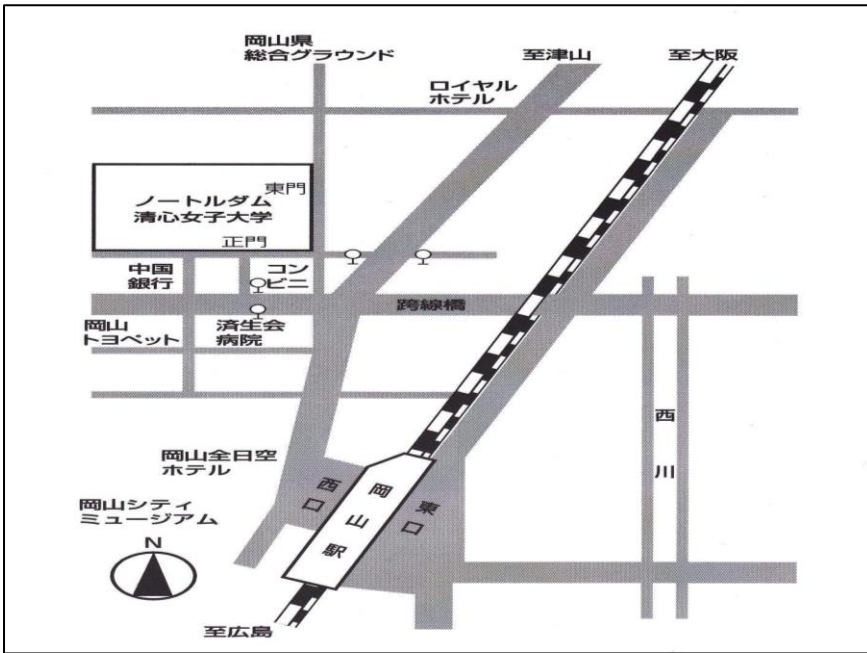 岡山県
総合グラウンド
至津山
至大阪
ロイヤル
ホテル
東門
ノートルダム
清心女子大学
正門
中国
銀行
コン
ビニ
跨線橋
岡山
トヨペット
済生会
病院
西川
岡山全日空
ホテル
西口
岡山駅
東口
岡山シティ
ミュージアム
N
至広島